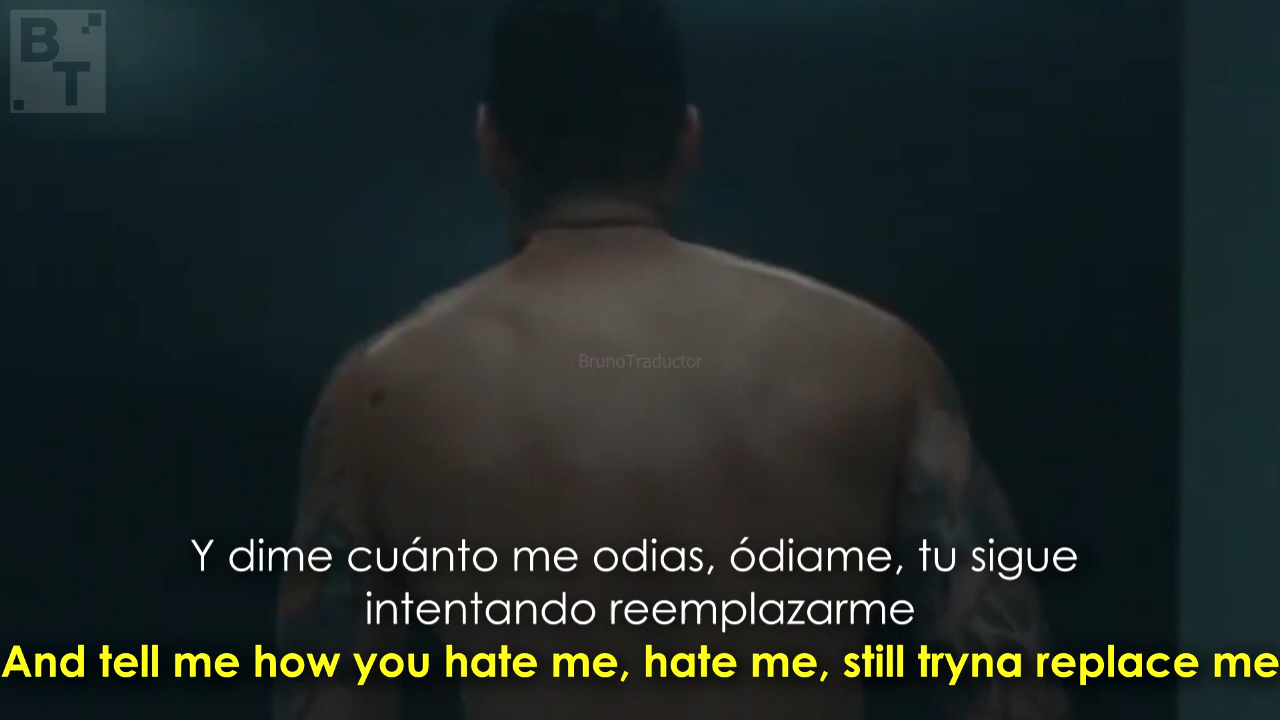 B
T
BrunoTraductor
Y dime cuánto me odias, ódiame, tu sigue
intentando reemplazarme
And tell me how you hate me, hate me, still tryna replace me